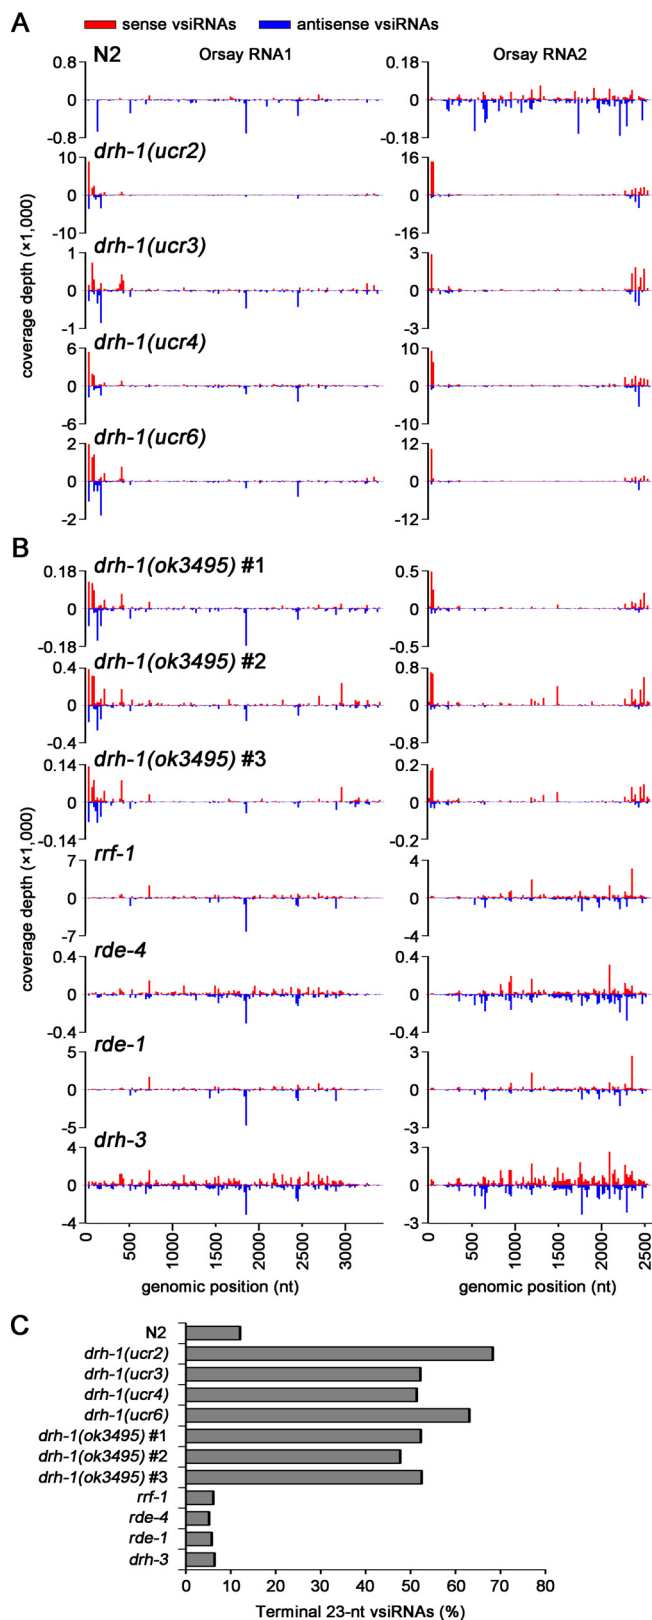 A
sense vsiRNAs
antisense vsiRNAs
N2
Orsay RNA1
Orsay RNA2
0.8
0
-0.8
0.18
0
-0.18
drh-1(ucr2)
10
0
-10
16
0
-16
drh-1(ucr3)
1
0
-1
3
0
-3
drh-1(ucr4)
6
0
-6
10
0
-10
drh-1(ucr6)
2
0
-2
12
0
-12
coverage depth (×1,000)
B
drh-1(ok3495) #1
0.18
0
-0.18
0.5
0
-0.5
drh-1(ok3495) #2
0.4
0
-0.4
0.8
0
-0.8
drh-1(ok3495) #3
0.14
0
-0.14
0.2
0
-0.2
rrf-1
7
0
-7
4
0
-4
rde-4
0.4
0
-0.4
0.4
0
-0.4
rde-1
5
0
-5
3
0
-3
drh-3
4
0
-4
3
0
-3
coverage depth (×1,000)
0 500 1000 1500 2000 2500 3000
0 500 1000 1500 2000 2500
genomic position (nt)
genomic position (nt)
C
N2
drh-1(ucr2)
drh-1(ucr3)
drh-1(ucr4)
drh-1(ucr6)
drh-1(ok3495) #1
drh-1(ok3495) #2
drh-1(ok3495) #3
rrf-1
rde-4
rde-1
drh-3
0 10 20 30 40 50 60 70 80
Terminal 23-nt vsiRNAs (%)